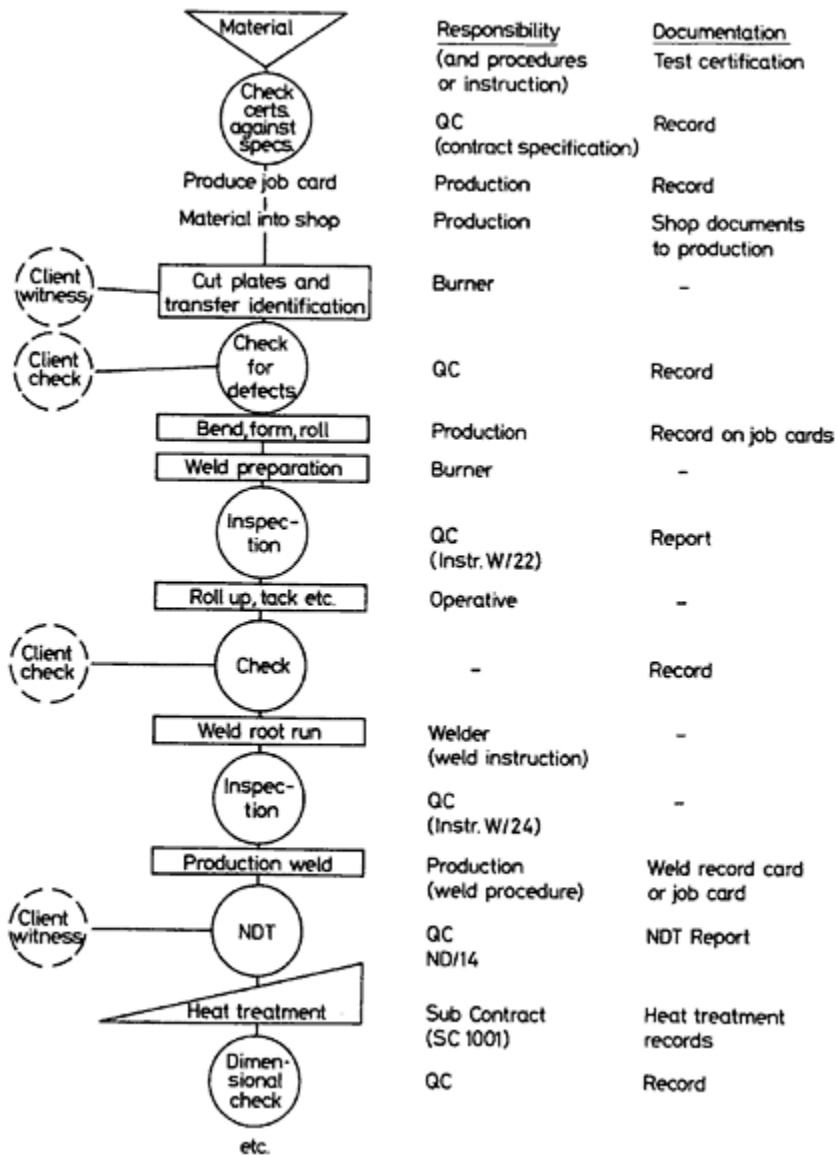 Material
Responsibility
Documentation
(and procedures
or instruction)
Test certification
Check
certs.
against
specs.
QC
(contract specification)
Record
Produce job card
Production
Record
Material into shop
Production
Shop documents
to production
Client
witness
Cut plates and
transfer identification
Burner
-
Client
check
Check
for
defects
QC
Record
Bend, form, roll
Production
Record on job cards
Weld preparation
Burner
-
Inspec-
tion
QC
(Instr. W/22)
Report
Roll up, tack etc.
Operative
-
Client
check
Check
-
Record
Weld root run
Welder
(weld instruction)
-
Inspec-
tion
QC
(Instr. W/24)
-
Production weld
Production
(weld procedure)
Weld record card
or job card
Client
witness
NDT
QC
ND/14
NDT Report
Heat treatment
Sub Contract
(SC 1001)
Heat treatment
records
Dimen-
sional
check
QC
Record
etc.